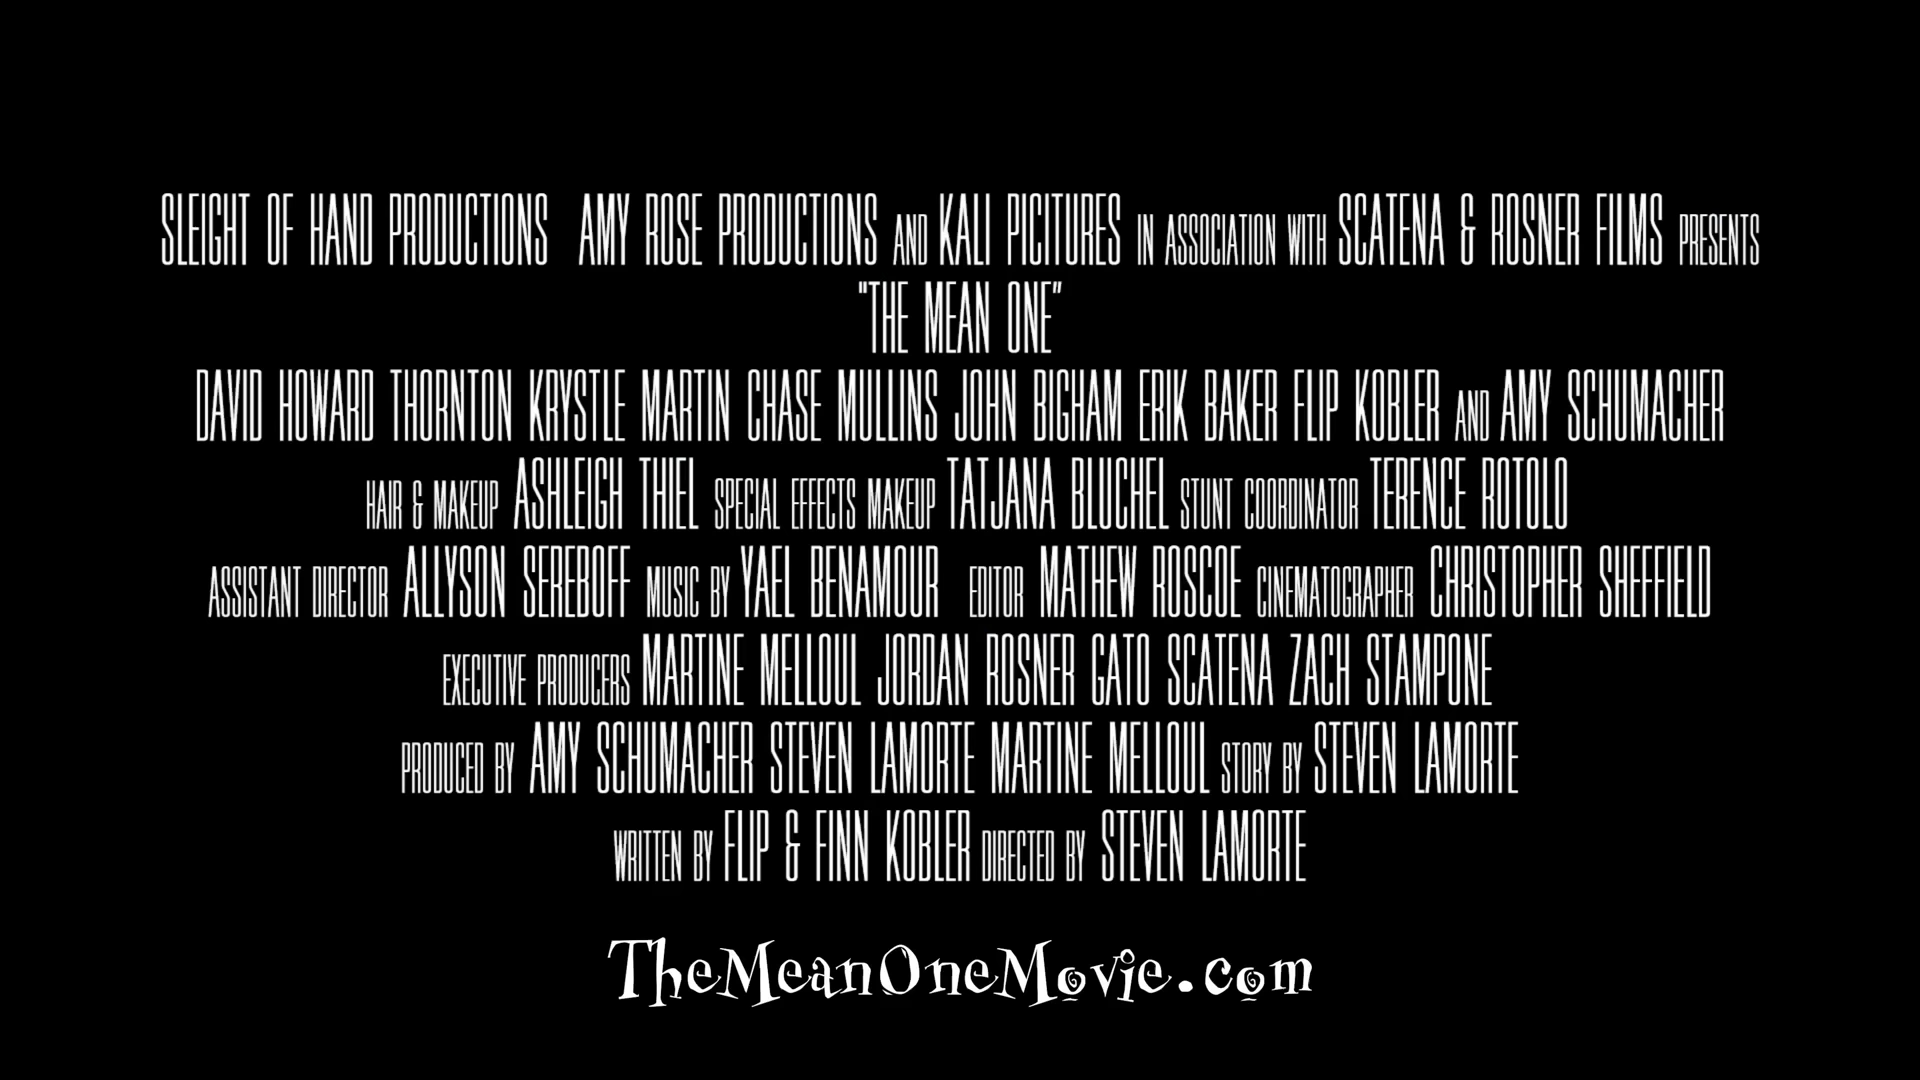 SLEIGHT OF HAND PRODUCTIONS AMY ROSE PRODUCTIONS AND KALI PICITURES IN ASSOCIATION WITH SCATENA & ROSNER FILMS PRESENTS
"THE MEAN ONE"
DAVID HOWARD THORNTON KRYSTLE MARTIN CHASE MULLINS JOHN BIGHAM ERIK BAKER FLIP KOBLER AND AMY SCHUMACHER
HAIR & MAKEUP ASHLEIGH THIEL SPECIAL EFFECTS MAKEUP TATJANA BLUCHEL STUNT COORDINATOR TERENCE ROTOLO
ASSISTANT DIRECTOR ALLYSON SEREBOFF MUSIC BY YAEL BENAMOUR EDITOR MATHEW ROSCOE CINEMATOGRAPHER CHRISTOPHER SHEFFIELD
EXECUTIVE PRODUCERS MARTINE MELLOUL JORDAN ROSNER GATO SCATENA ZACH STAMPONE
PRODUCED BY AMY SCHUMACHER STEVEN LAMORTE MARTINE MELLOUL STORY BY STEVEN LAMORTE
WRITTEN BY FLIP & FINN KOBLER DIRECTED BY STEVEN LAMORTE
TheMeanOneMovie.com